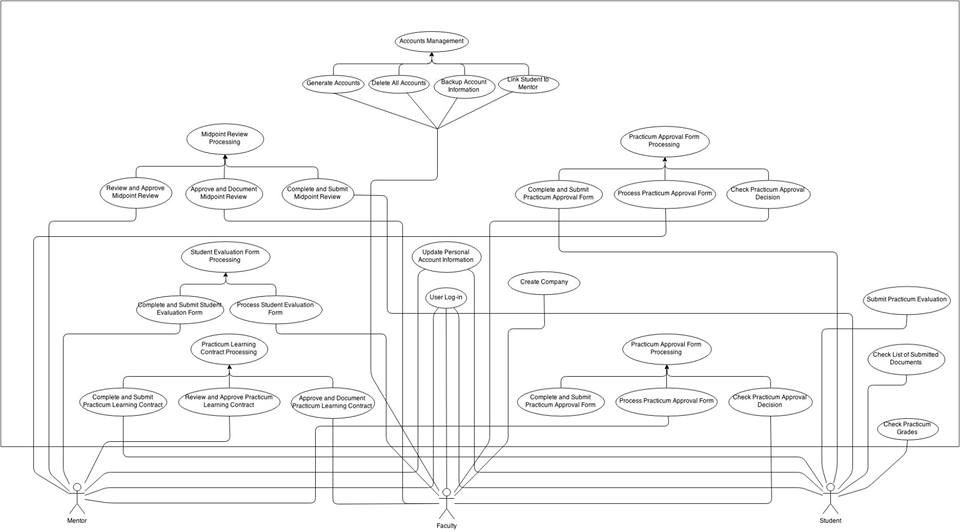 Accounts Management
Generate Accounts
Delete All Accounts
Backup Account
Information
Link Student to
Mentor
Midpoint Review
Processing
Review and Approve
Midpoint Review
Approve and Document
Midpoint Review
Complete and Submit
Midpoint Review
Practicum Approval Form
Processing
Complete and Submit
Practicum Approval Form
Process Practicum Approval Form
Check Practicum Approval
Decision
Student Evaluation Form
Processing
Complete and Submit Student
Evaluation Form
Process Student Evaluation
Form
Update Personal
Account Information
User Log-in
Create Company
Submit Practicum Evaluation
Practicum Learning
Contract Processing
Complete and Submit
Practicum Learning Contract
Review and Approve Practicum
Learning Contract
Approve and Document
Practicum Learning Contract
Practicum Approval Form
Processing
Complete and Submit
Practicum Approval Form
Process Practicum Approval Form
Check Practicum Approval
Decision
Check List of Submitted
Documents
Check Practicum
Grades
Mentor
Faculty
Student